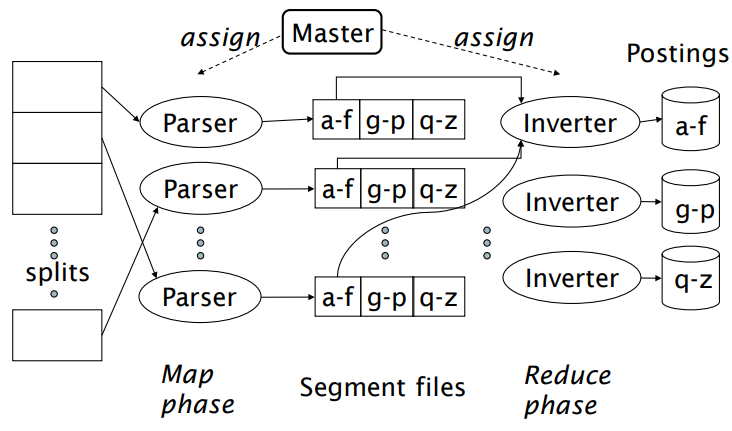 assign
Master
assign
Postings
Parser
a-f g-p q-z
Inverter
a-f
Parser
a-f g-p q-z
Inverter
g-p
splits
Parser
a-f g-p q-z
Inverter
q-z
Map
phase
Segment files
Reduce
phase